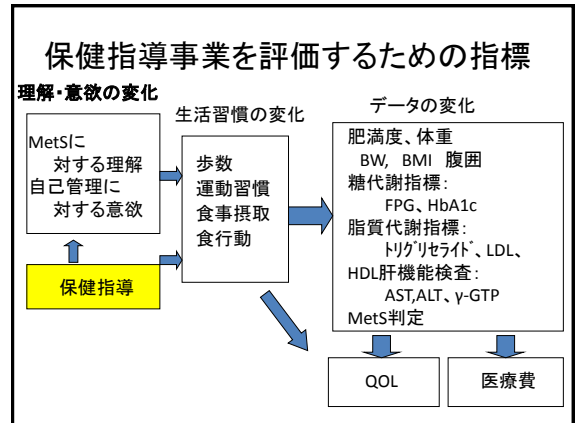 保健指導事業を評価するための指標
理解・意欲の変化
MetSに
対する理解
自己管理に
対する意欲
保健指導
生活習慣の変化
歩数
運動習慣
食事摂取
食行動
データの変化
肥満度、体重
BW, BMI 腹囲
糖代謝指標:
FPG、HbA1c
脂質代謝指標:
トリグリセライド、LDL、
HDL肝機能検査:
AST,ALT、γ-GTP
MetS判定
QOL
医療費